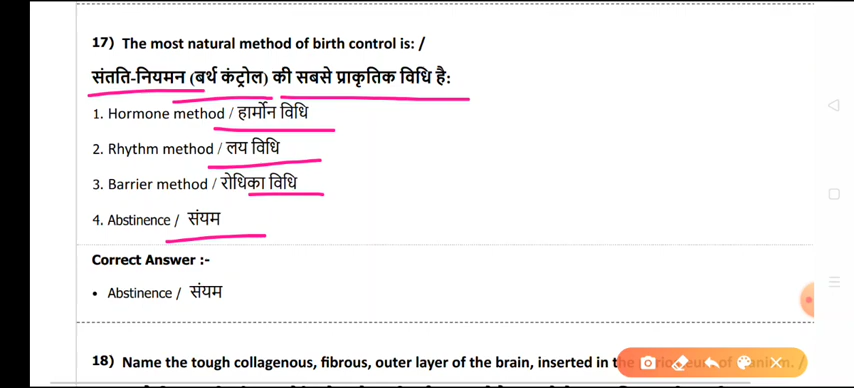 17) The most natural method of birth control is: /
संतति-नियमन (बर्थ कंट्रोल) की सबसे प्राकृतिक विधि है:
1. Hormone method / हार्मोन विधि
2. Rhythm method / लय विधि
3. Barrier method / रोधिका विधि
4. Abstinence / संयम
Correct Answer :-
• Abstinence / संयम
18) Name the tough collagenous, fibrous, outer layer of the brain, inserted in the